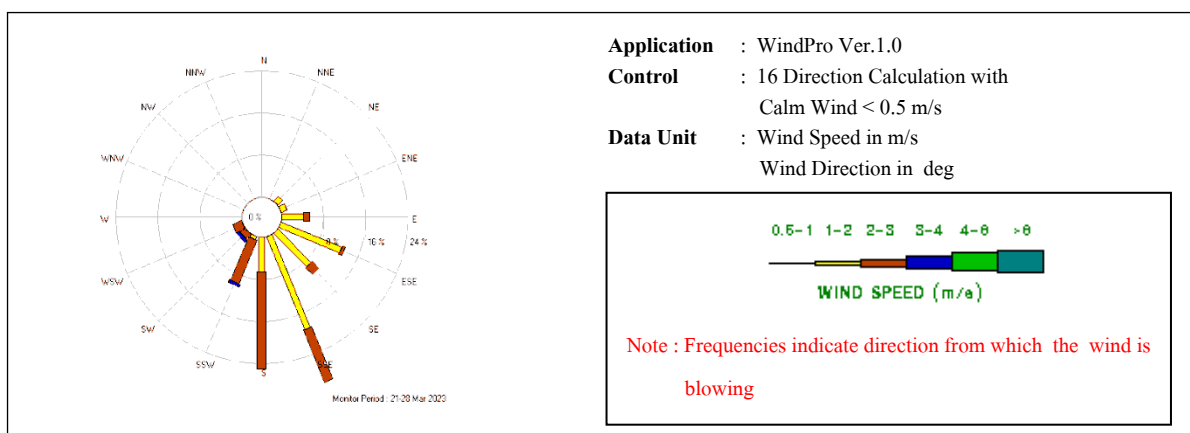 N
NNW
NNE
NW
NE
WNW
ENE
W
0 %
8 %
16 %
24 %
E
WSW
ESE
SW
SE
SSW
SSE
S
Monitor Period : 21-28 Mar 2023
Application : WindPro Ver.1.0
Control : 16 Direction Calculation with
Calm Wind < 0.5 m/s
Data Unit : Wind Speed in m/s
Wind Direction in deg
0.5-1 1-2 2-3 3-4 4-6 >6
WIND SPEED (m/s)
Note : Frequencies indicate direction from which the wind is
blowing